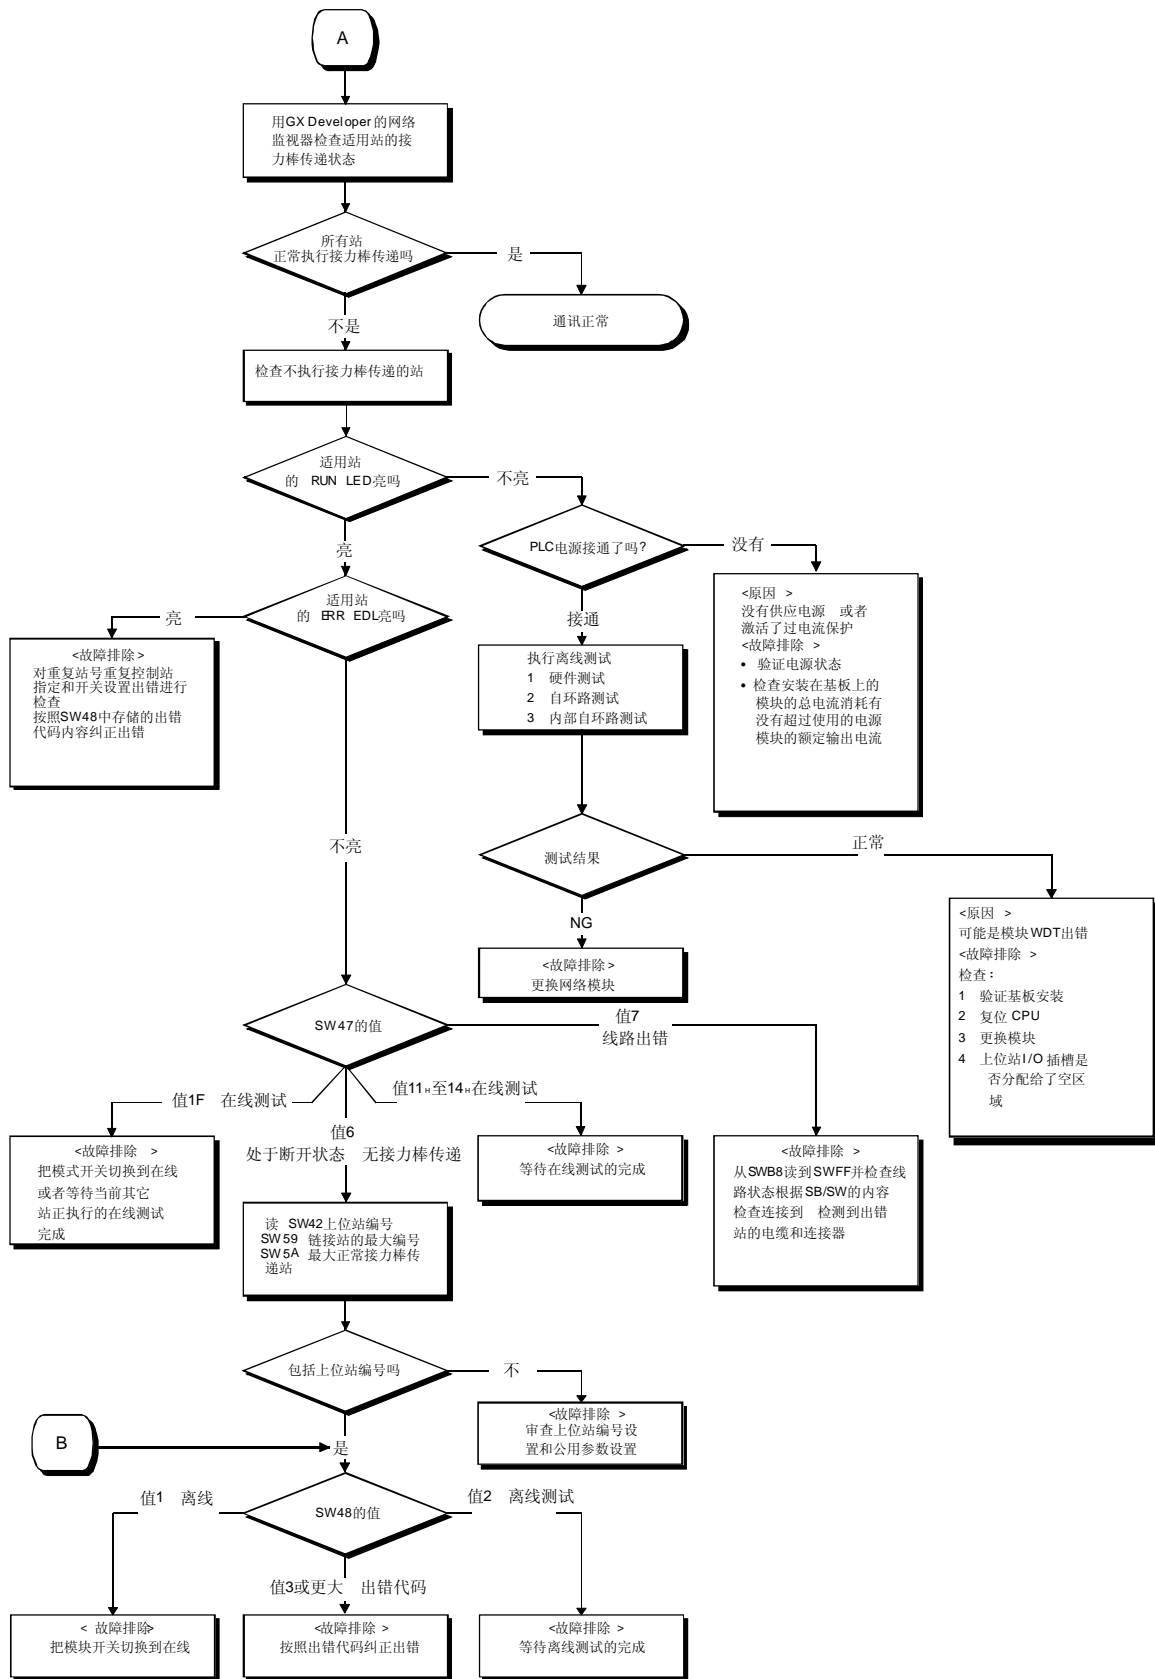 A
用GX Developer的网络
监视器检查适用站的接
力棒传递状态
所有站
正常执行接力棒传递吗
是
通讯正常
不是
检查不执行接力棒传递的站
适用站
的 RUN LED亮吗
不亮
PLC电源接通了吗?
没有
<原因 >
没有供应电源 或者
激活了过电流保护
<故障排除 >
• 验证电源状态
• 检查安装在基板上的
模块的总电流消耗有
没有超过使用的电源
模块的额定输出电流
亮
适用站
的 ERR EDL亮吗
亮
<故障排除 >
对重复站号重复控制站
指定和开关设置出错进行
检查
按照SW48中存储的出错
代码内容纠正出错
接通
执行离线测试
1 硬件测试
2 自环路测试
3 内部自环路测试
不亮
测试结果
正常
<原因 >
可能是模块WDT出错
<故障排除 >
检查:
1 验证基板安装
2 复位 CPU
3 更换模块
4 上位站I/O 插槽是
否分配给了空区
域
NG
<故障排除 >
更换网络模块
SW47的值
值7
线路出错
值1F 在线测试
值11H至14H在线测试
值6
处于断开状态 无接力棒传递
<故障排除 >
把模式开关切换到在线
或者等待当前其它
站正执行的在线测试
完成
<故障排除 >
等待在线测试的完成
<故障排除 >
从SWB8读到SWFF并检查线
路状态根据SB/SW的内容
检查连接到 检测到出错
站的电缆和连接器
读 SW42上位站编号
SW59 链接站的最大编号
SW5A 最大正常接力棒传
递站
包括上位站编号吗
不
<故障排除 >
审查上位站编号设
置和公用参数设置
B
是
SW48的值
值1 离线
值2 离线测试
值3或更大 出错代码
< 故障排除>
把模块开关切换到在线
<故障排除 >
按照出错代码纠正出错
<故障排除 >
等待离线测试的完成